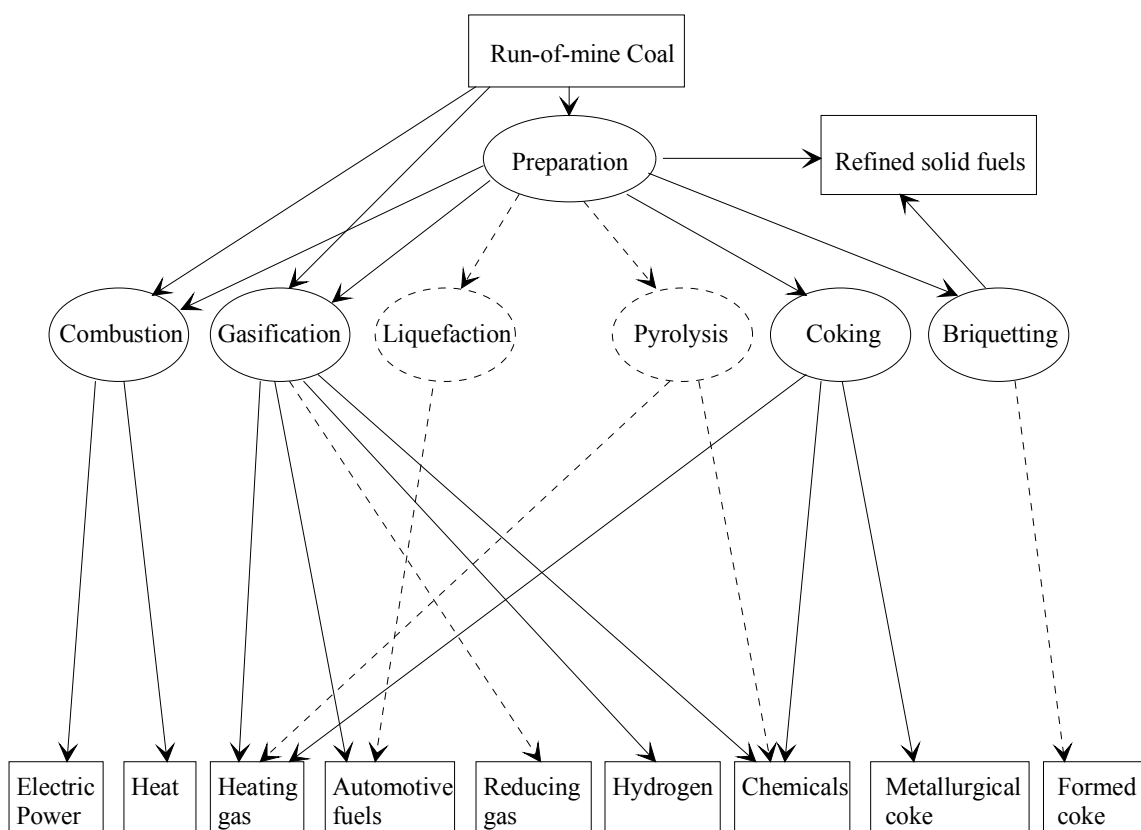 Run-of-mine Coal
Preparation
Refined solid fuels
Combustion
Gasification
Liquefaction
Pyrolysis
Coking
Briquetting
Electric
Power
Heat
Heating
gas
Automotive
fuels
Reducing
gas
Hydrogen
Chemicals
Metallurgical
coke
Formed
coke